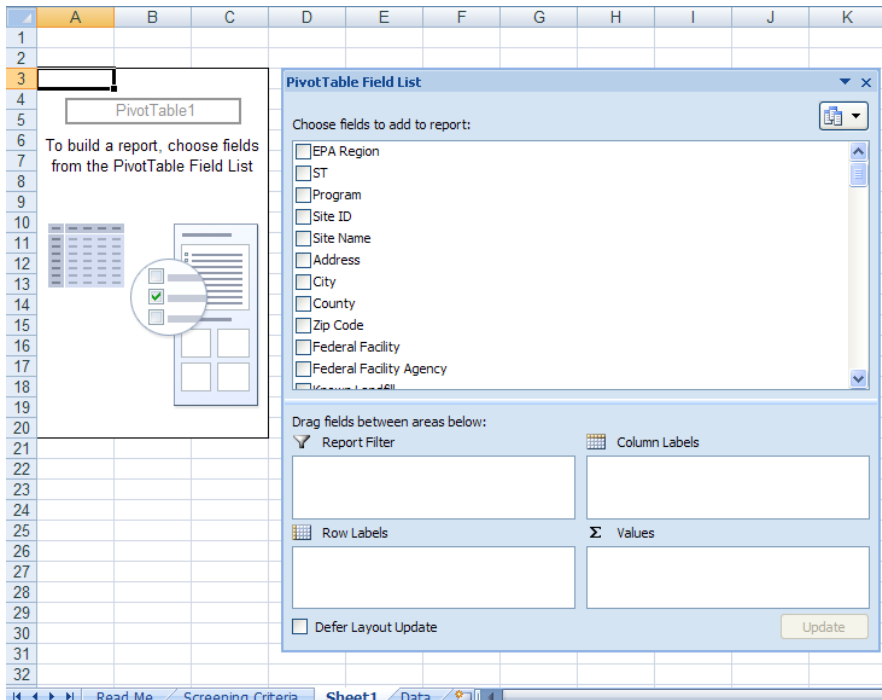 A B C D E F G H I J K
1
2
3
4
5
6
7
8
9
10
11
12
13
14
15
16
17
18
19
20
21
22
23
24
25
26
27
28
29
30
31
32
PivotTable1
To build a report, choose fields
from the PivotTable Field List
PivotTable Field List
Choose fields to add to report:
EPA Region
ST
Program
Site ID
Site Name
Address
City
County
Zip Code
Federal Facility
Federal Facility Agency
Known Landfill
Drag fields between areas below:
Report Filter
Column Labels
Row Labels
Σ Values
Defer Layout Update
Update
Read Me Screening Criteria Sheet1 Data